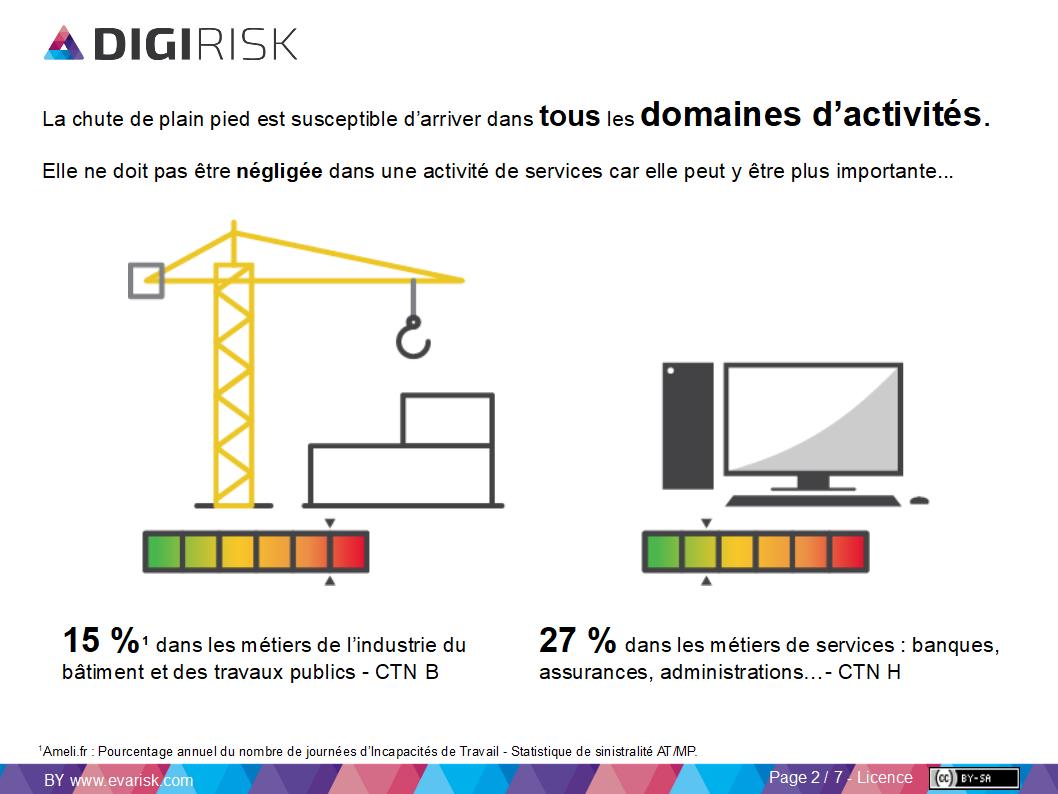 DIGIRISK
La chute de plain pied est susceptible d’arriver dans tous les domaines d’activités.
Elle ne doit pas être négligée dans une activité de services car elle peut y être plus importante...
15 %¹ dans les métiers de l’industrie du
bâtiment et des travaux publics - CTN B
27 % dans les métiers de services : banques,
assurances, administrations…- CTN H
¹Ameli.fr : Pourcentage annuel du nombre de journées d’Incapacités de Travail - Statistique de sinistralité AT/MP.
BY www.evarisk.com
Page 2 / 7 - Licence
cc BY-SA